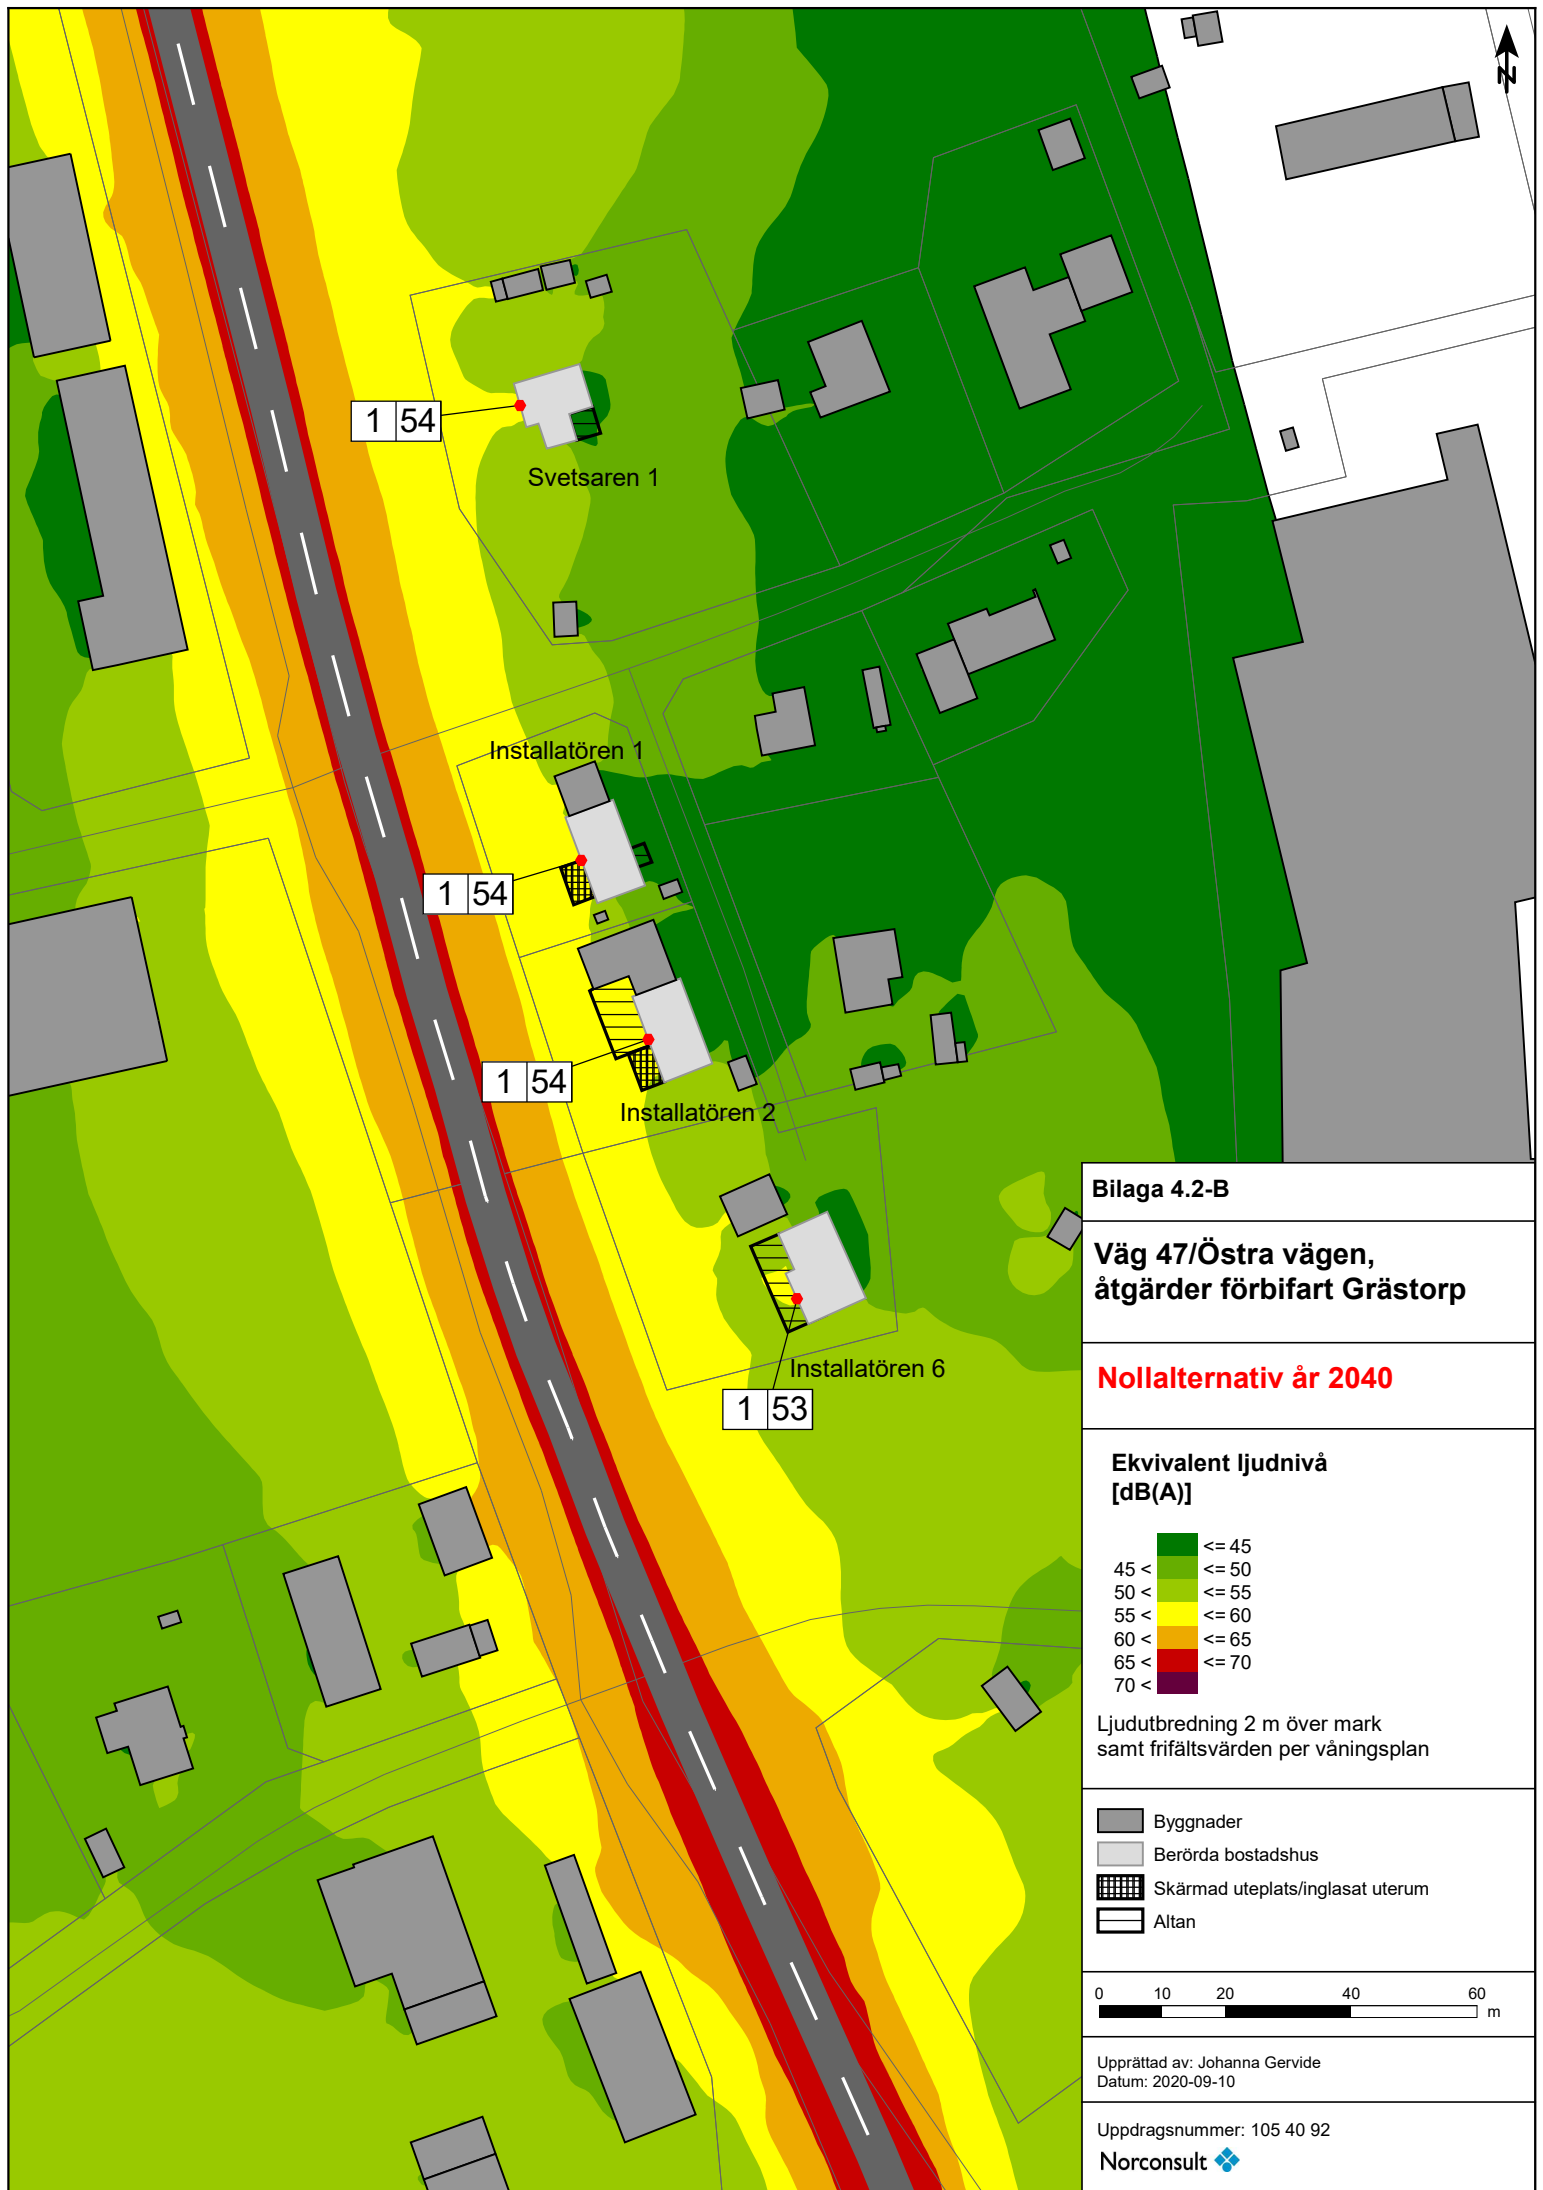 N
1 54
Svetsaren 1
Installatören 1
1 54
1 54
Installatören 2
Installatören 6
1 53
Bilaga 4.2-B
Väg 47/Östra vägen,
åtgärder förbifart Grästorp
Nollalternativ år 2040
Ekvivalent ljudnivå
[dB(A)]
<= 45
45 < <= 50
50 < <= 55
55 < <= 60
60 < <= 65
65 < <= 70
70 <
Ljudutbredning 2 m över mark
samt frifältsvärden per våningsplan
Byggnader
Berörda bostadshus
Skärmad uteplats/inglasat uterum
Altan
0 10 20 40 60
m
Upprättad av: Johanna Gervide
Datum: 2020-09-10
Uppdragsnummer: 105 40 92
Norconsult